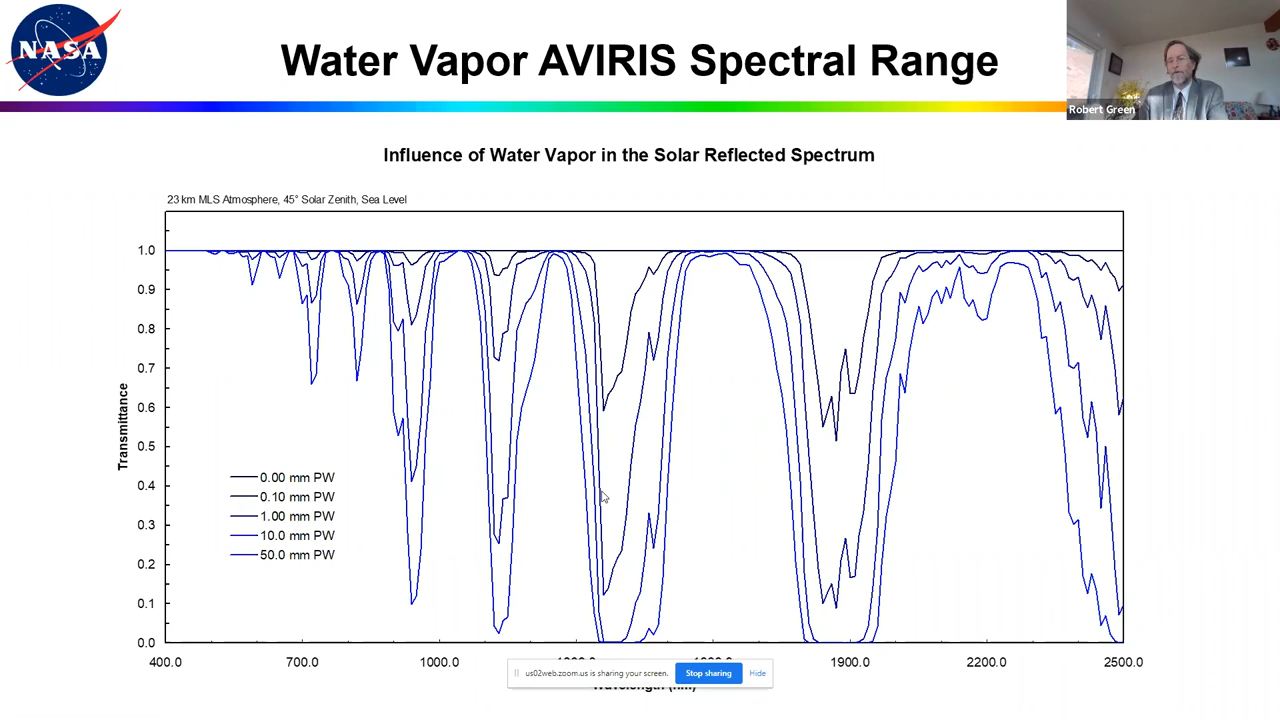 NASA
Water Vapor AVIRIS Spectral Range
Robert Green
Influence of Water Vapor in the Solar Reflected Spectrum
23 km MLS Atmosphere, 45° Solar Zenith, Sea Level
1.0
0.9
0.8
0.7
0.6
0.5
0.4
0.3
0.2
0.1
0.0
Transmittance
0.00 mm PW
0.10 mm PW
1.00 mm PW
10.0 mm PW
50.0 mm PW
400.0 700.0 1000.0 1900.0 2200.0 2500.0
us02web.zoom.us is sharing your screen. Stop sharing Hide